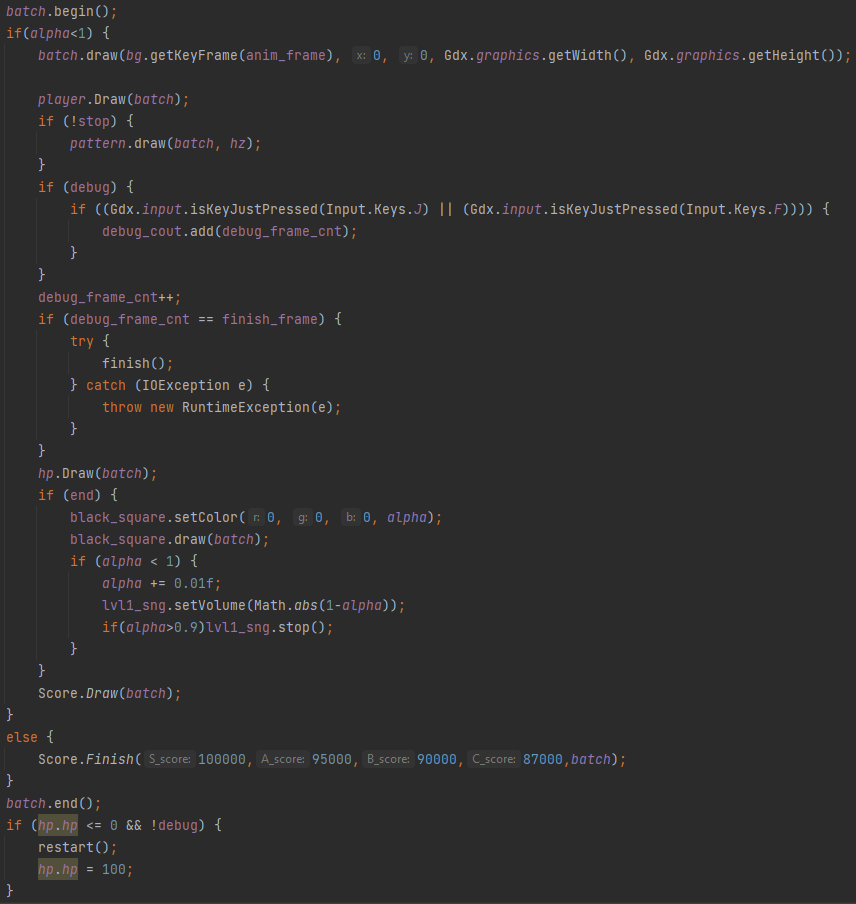 batch.begin();
if(alpha<1) {
    batch.draw(bg.getKeyFrame(anim_frame), x: 0, y: 0, Gdx.graphics.getWidth(), Gdx.graphics.getHeight());

    player.Draw(batch);
    if (!stop) {
        pattern.draw(batch, hz);
    }
    if (debug) {
        if ((Gdx.input.isKeyJustPressed(Input.Keys.J) || (Gdx.input.isKeyJustPressed(Input.Keys.F)))) {
            debug_cout.add(debug_frame_cnt);
        }
    }
    debug_frame_cnt++;
    if (debug_frame_cnt == finish_frame) {
        try {
            finish();
        } catch (IOException e) {
            throw new RuntimeException(e);
        }
    }
    hp.Draw(batch);
    if (end) {
        black_square.setColor( r: 0, g: 0, b: 0, alpha);
        black_square.draw(batch);
        if (alpha < 1) {
            alpha += 0.01f;
            lvl1_sng.setVolume(Math.abs(1-alpha));
            if(alpha>0.9)lvl1_sng.stop();
        }
    }
    Score.Draw(batch);
}
else {
    Score.Finish( S_score: 100000, A_score: 95000, B_score: 90000, C_score: 87000,batch);
}
batch.end();
if (hp.hp <= 0 && !debug) {
    restart();
    hp.hp = 100;
}